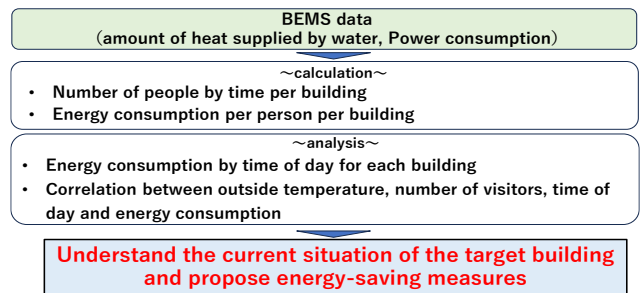 BEMS data
（amount of heat supplied by water, Power consumption）
～calculation～
• Number of people by time per building
• Energy consumption per person per building
～analysis～
• Energy consumption by time of day for each building
• Correlation between outside temperature, number of visitors, time of
day and energy consumption
Understand the current situation of the target building
and propose energy-saving measures